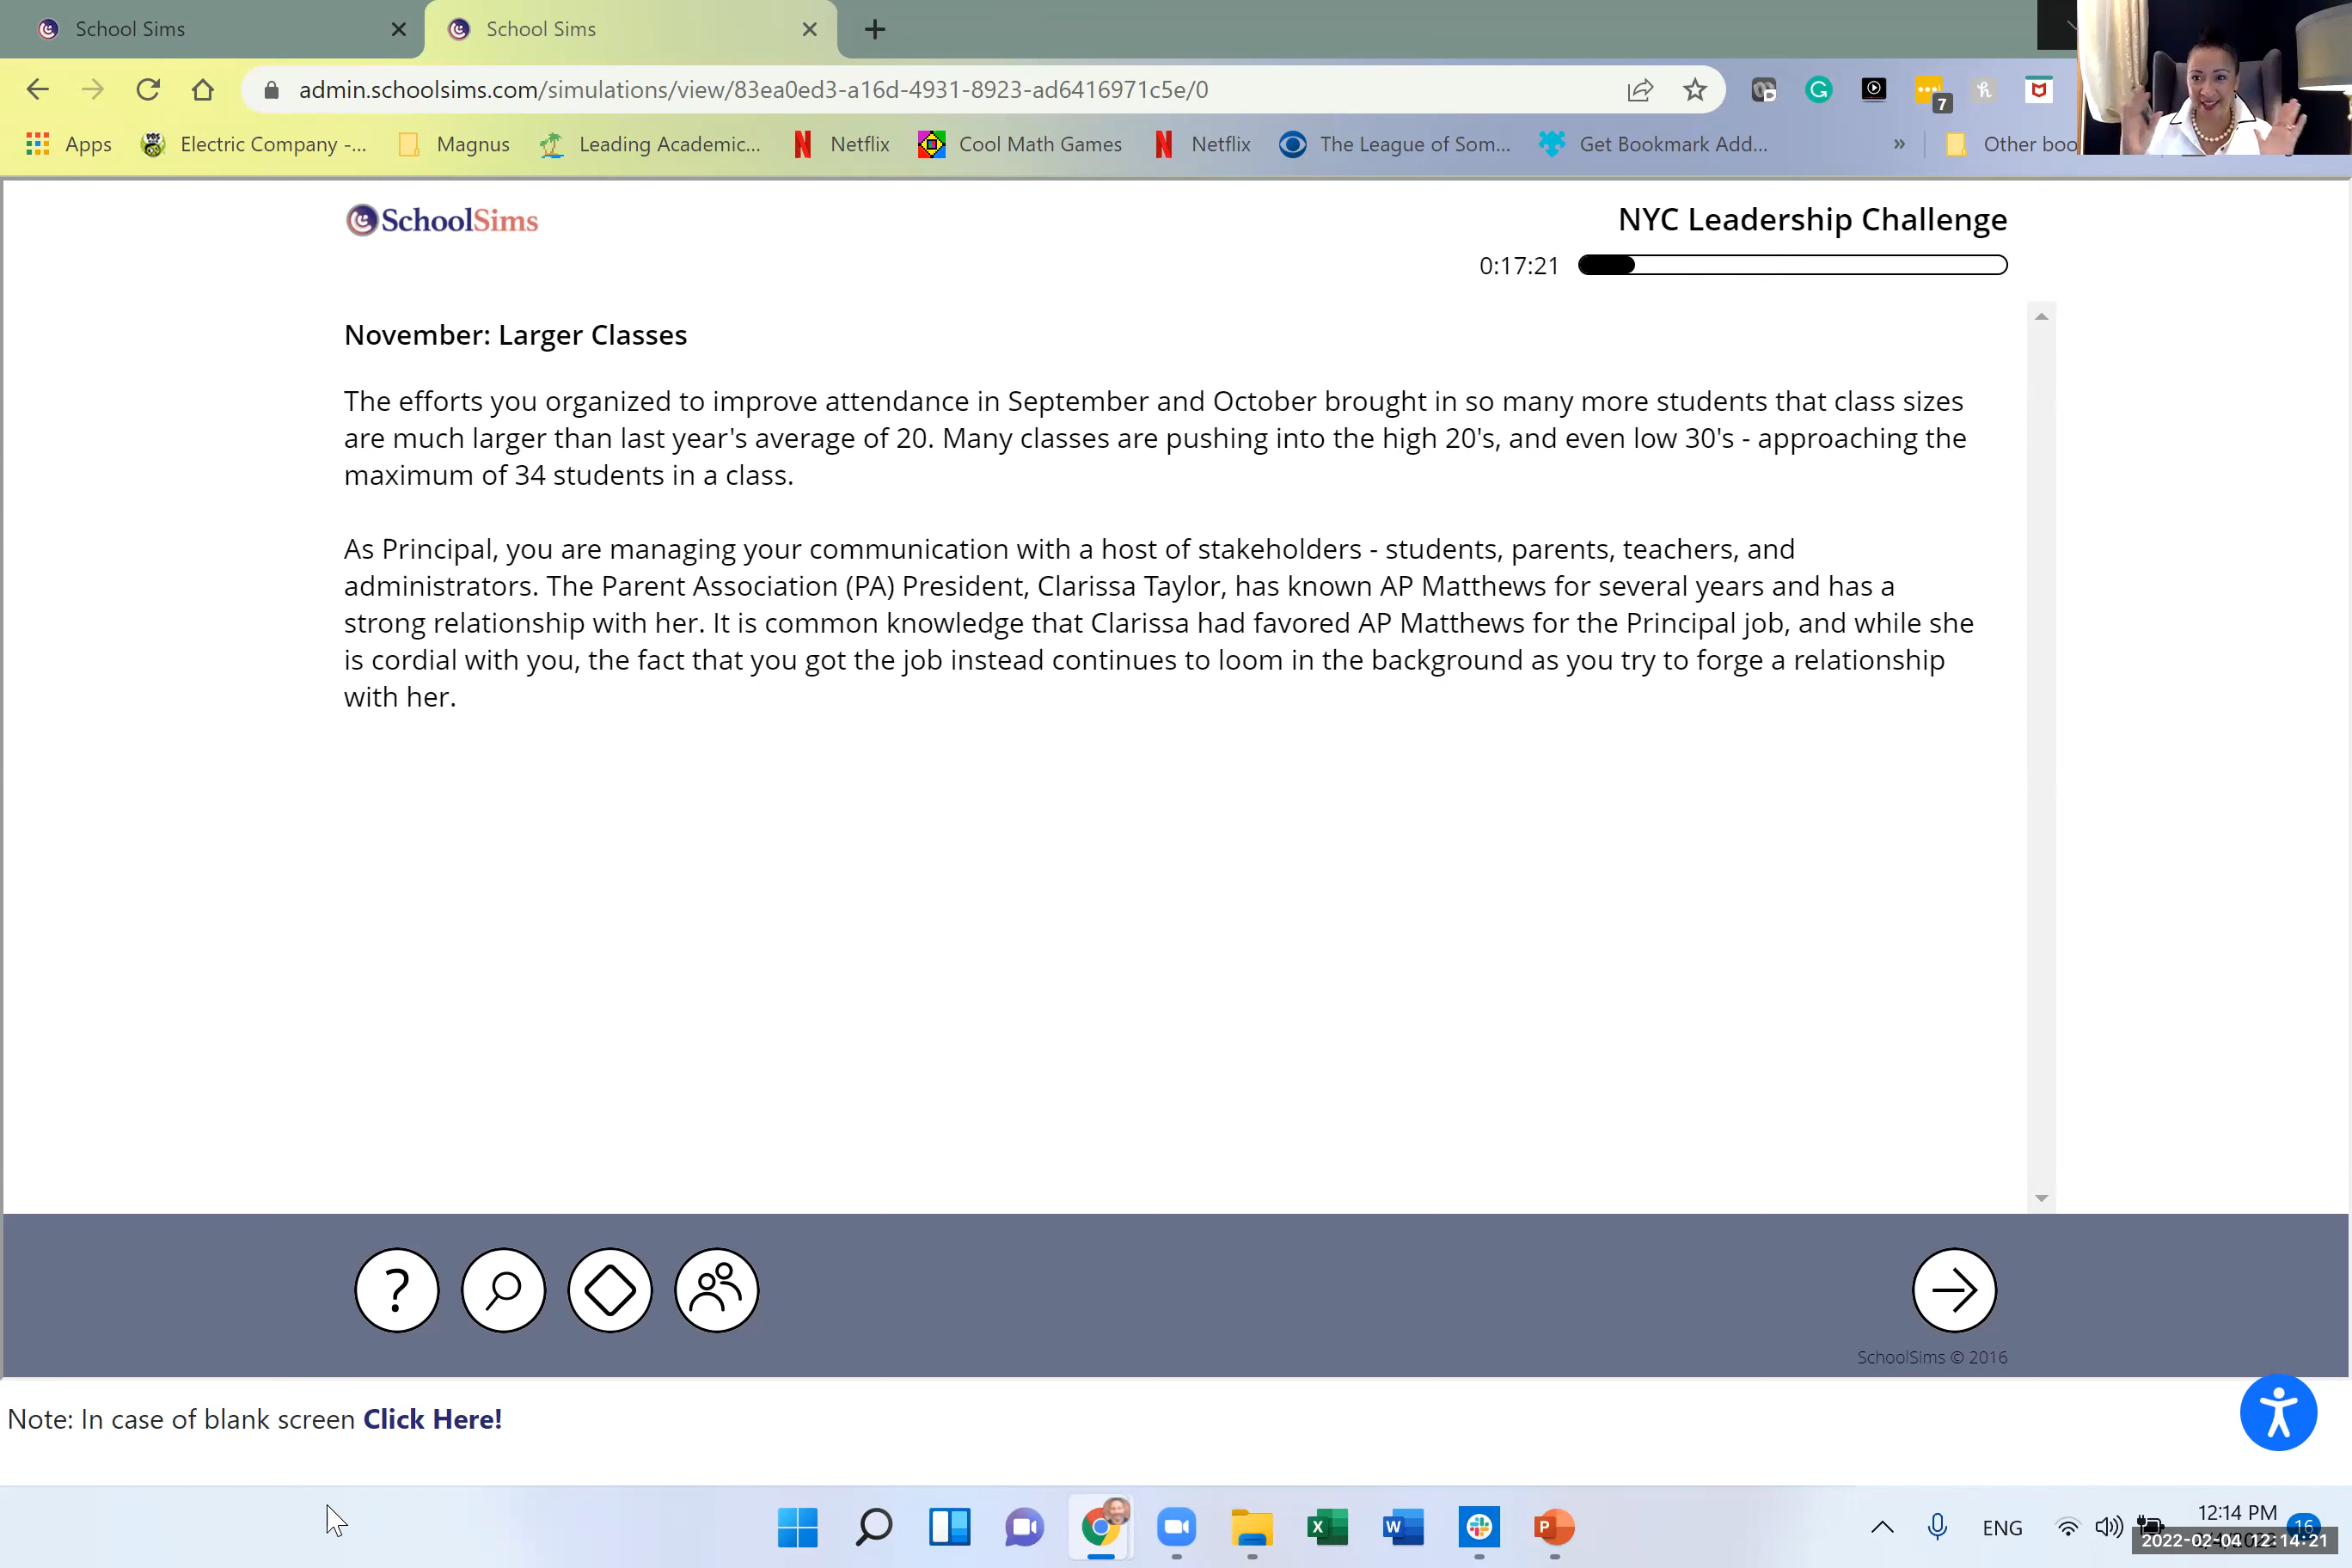 School Sims
School Sims
admin.schoolsims.com/simulations/view/83ea0ed3-a16d-4931-8923-ad6416971c5e/0
7
Apps
Electric Company -...
Magnus
Leading Academic...
Netflix
Cool Math Games
Netflix
The League of Som...
Get Bookmark Add...
»
Other boo
SchoolSims
NYC Leadership Challenge
0:17:21
November: Larger Classes
The efforts you organized to improve attendance in September and October brought in so many more students that class sizes
are much larger than last year's average of 20. Many classes are pushing into the high 20's, and even low 30's - approaching the
maximum of 34 students in a class.
As Principal, you are managing your communication with a host of stakeholders - students, parents, teachers, and
administrators. The Parent Association (PA) President, Clarissa Taylor, has known AP Matthews for several years and has a
strong relationship with her. It is common knowledge that Clarissa had favored AP Matthews for the Principal job, and while she
is cordial with you, the fact that you got the job instead continues to loom in the background as you try to forge a relationship
with her.
?
SchoolSims © 2016
Note: In case of blank screen Click Here!
ENG
12:14 PM
16
2022-02-04 12:14:21